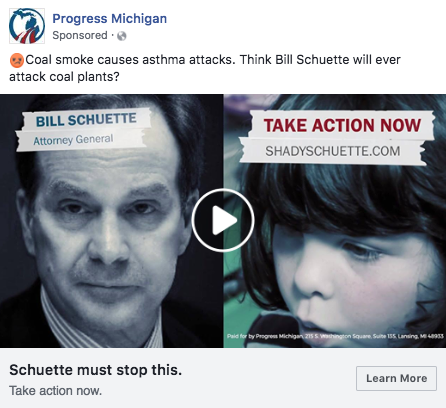 Progress Michigan
Sponsored ·
😡Coal smoke causes asthma attacks. Think Bill Schuette will ever
attack coal plants?
BILL SCHUETTE
Attorney General
TAKE ACTION NOW
SHADYSCHUETTE.COM
Paid for by Progress Michigan, 215 S. Washington Square, Suite 135, Lansing, MI 48933
Schuette must stop this.
Take action now.
Learn More